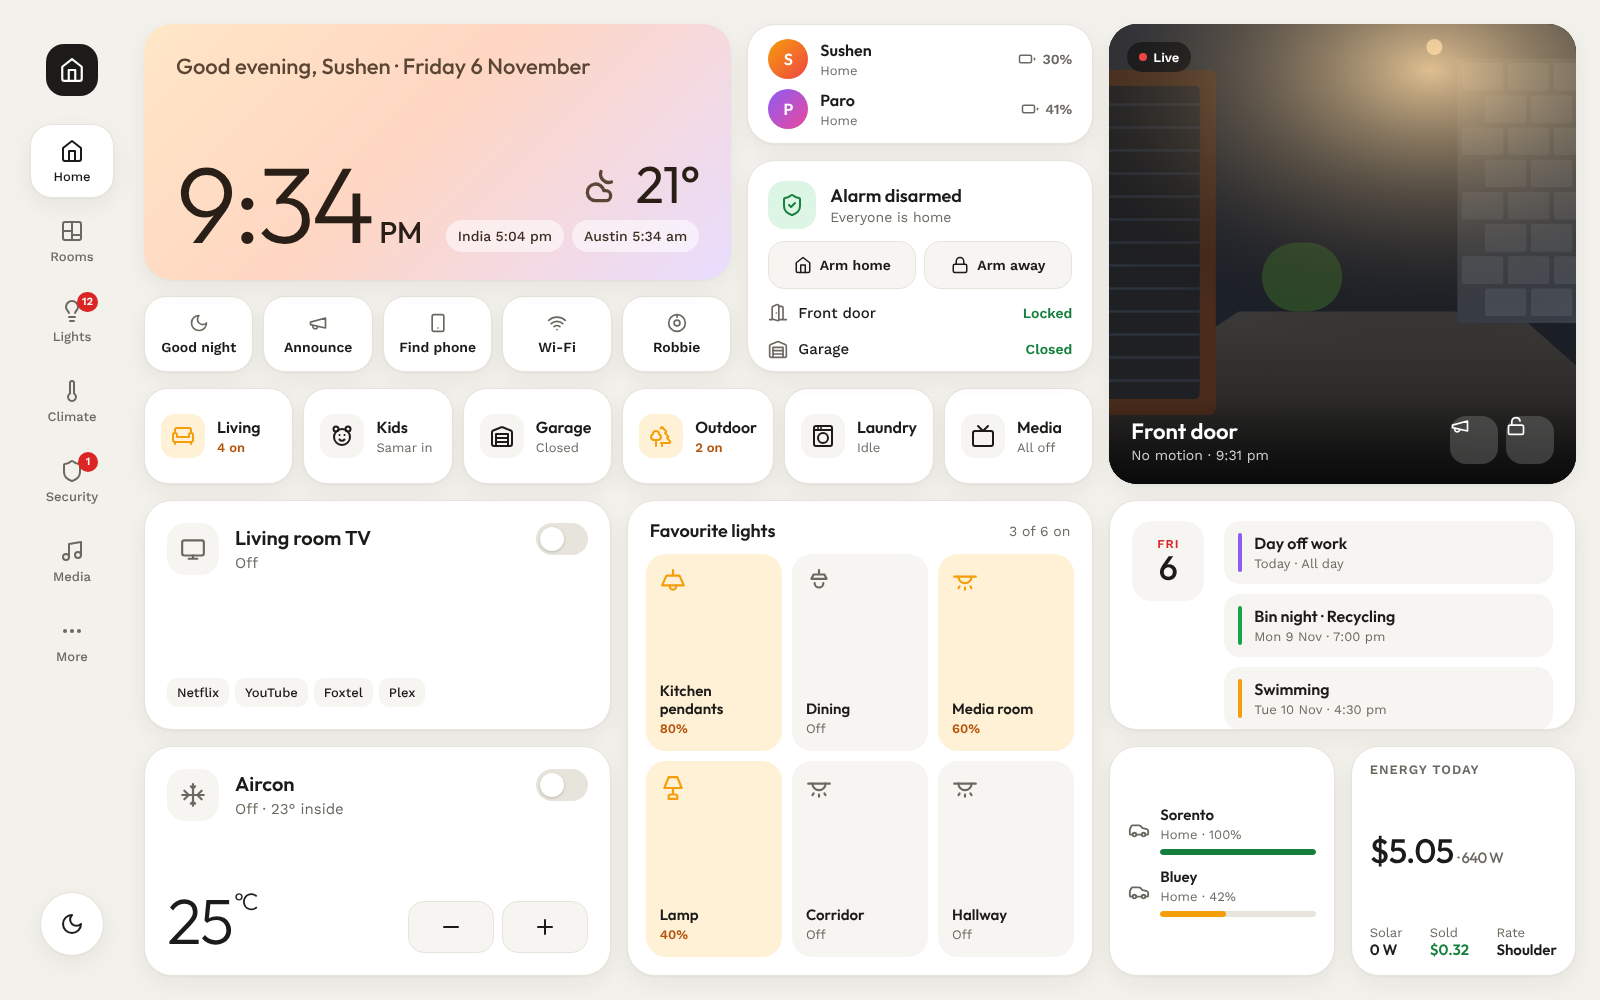 Home
Rooms
12
Lights
Climate
1
Security
Media
More
Good evening, Sushen · Friday 6 November
9:34 PM
21°
India 5:04 pm
Austin 5:34 am
Good night
Announce
Find phone
Wi-Fi
Robbie
S
Sushen
Home
30%
P
Paro
Home
41%
Alarm disarmed
Everyone is home
Arm home
Arm away
Front door
Locked
Garage
Closed
Live
Front door
No motion · 9:31 pm
Living
4 on
Kids
Samar in
Garage
Closed
Outdoor
2 on
Laundry
Idle
Media
All off
Living room TV
Off
Netflix
YouTube
Foxtel
Plex
Aircon
Off · 23° inside
25°C
Favourite lights
3 of 6 on
Kitchen
pendants
80%
Dining
Off
Media room
60%
Lamp
40%
Corridor
Off
Hallway
Off
FRI
6
Day off work
Today · All day
Bin night · Recycling
Mon 9 Nov · 7:00 pm
Swimming
Tue 10 Nov · 4:30 pm
Sorento
Home · 100%
Bluey
Home · 42%
ENERGY TODAY
$5.05 · 640 W
Solar
0 W
Sold
$0.32
Rate
Shoulder